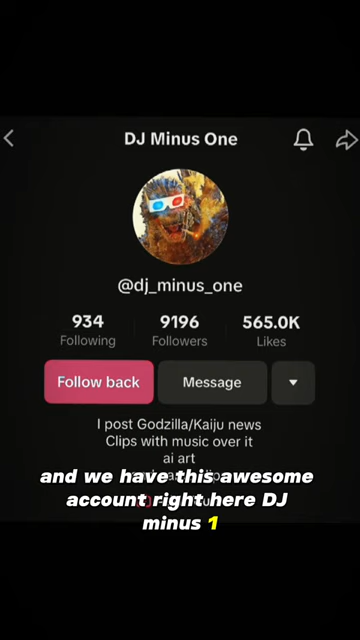 DJ Minus One
@dj_minus_one
934
9196
565.0K
Following
Followers
Likes
Follow back
Message
I post Godzilla/Kaiju news
Clips with music over it
ai art
and we have this awesome
account right here DJ
minus 1